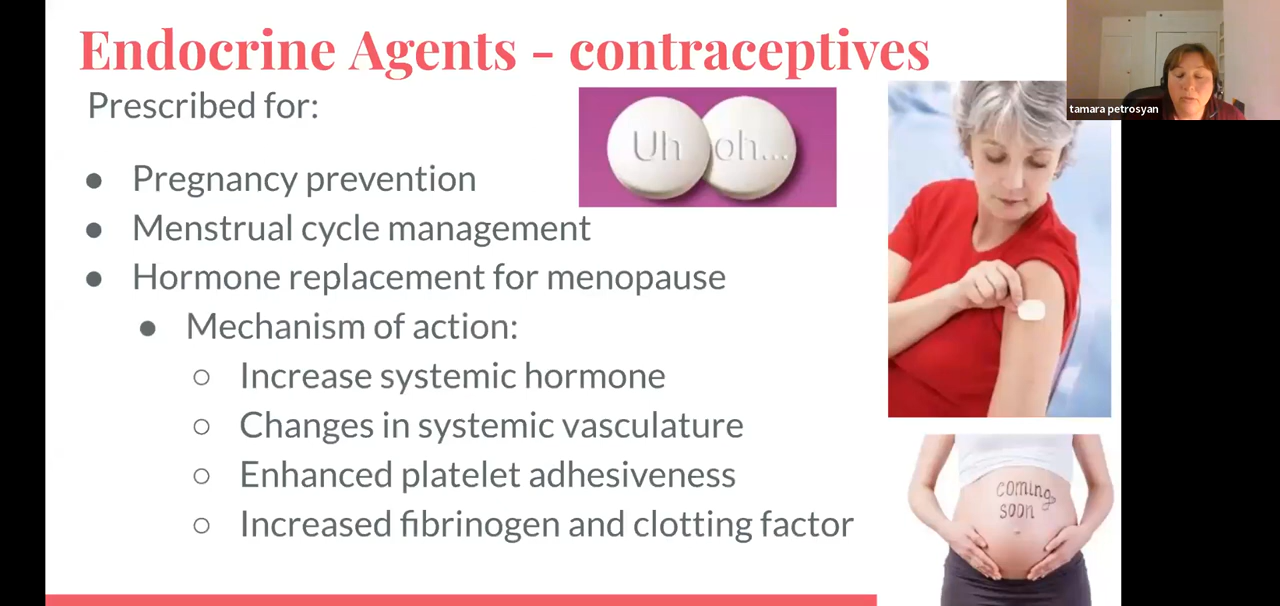 Endocrine Agents - contraceptives
tamara petrosyan
Prescribed for:
Uh oh...
● Pregnancy prevention
● Menstrual cycle management
● Hormone replacement for menopause
● Mechanism of action:
○ Increase systemic hormone
○ Changes in systemic vasculature
○ Enhanced platelet adhesiveness
○ Increased fibrinogen and clotting factor
coming
soon